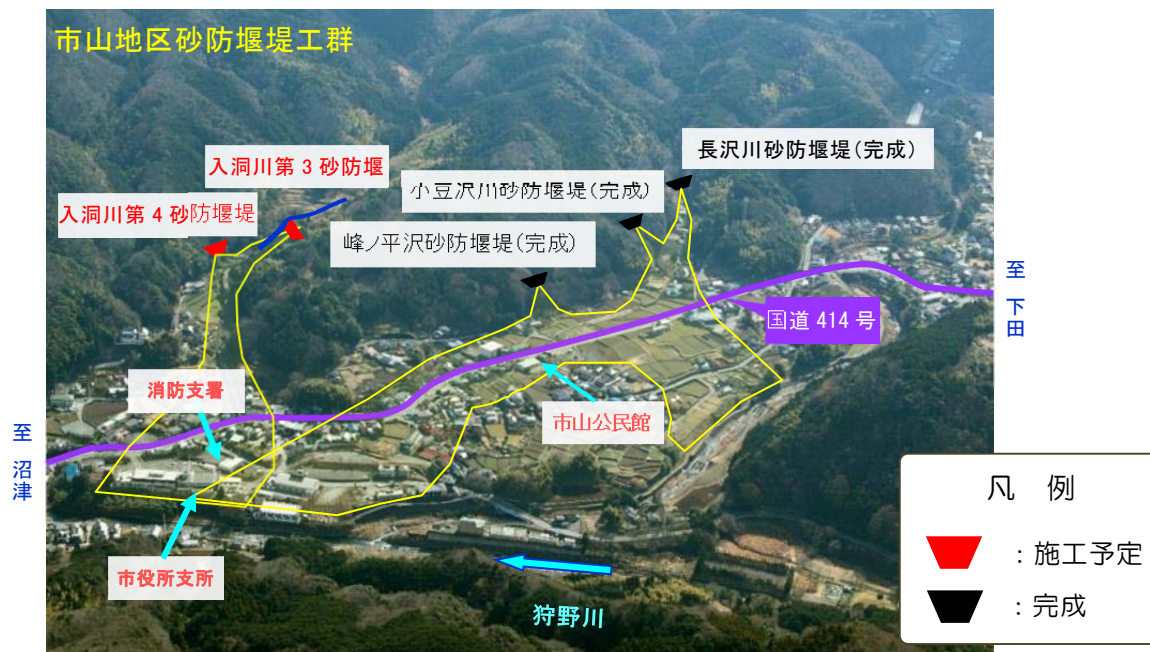 市山地区砂防堰堤工群
入洞川第3砂防堰
入洞川第4砂防堰堤
長沢川砂防堰堤(完成)
小豆沢川砂防堰堤(完成)
峰ノ平沢砂防堰堤(完成)
至下田
国道414号
消防支署
市山公民館
至沼津
市役所支所
狩野川
凡例
:施工予定
:完成